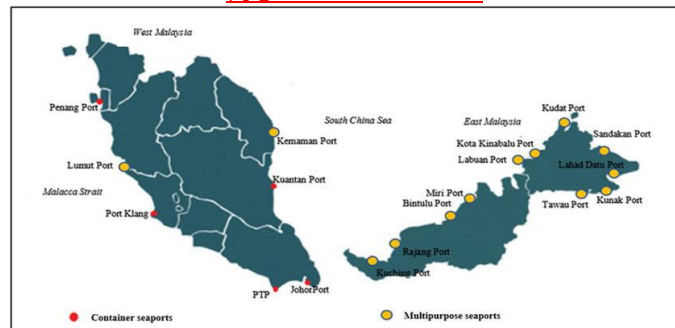 West Malaysia
Penang Port
South China Sea
East Malaysia
Kudat Port
Kemaman Port
Sandakan Port
Kota Kinabalu Port
Lumut Port
Labuan Port
Lahad Datu Port
Kuantan Port
Malacca Strait
Miri Port
Kunak Port
Bintulu Port
Tawau Port
Port Klang
Rajang Port
Kuching Port
PTP
JohorPort
Container seaports
Multipurpose seaports